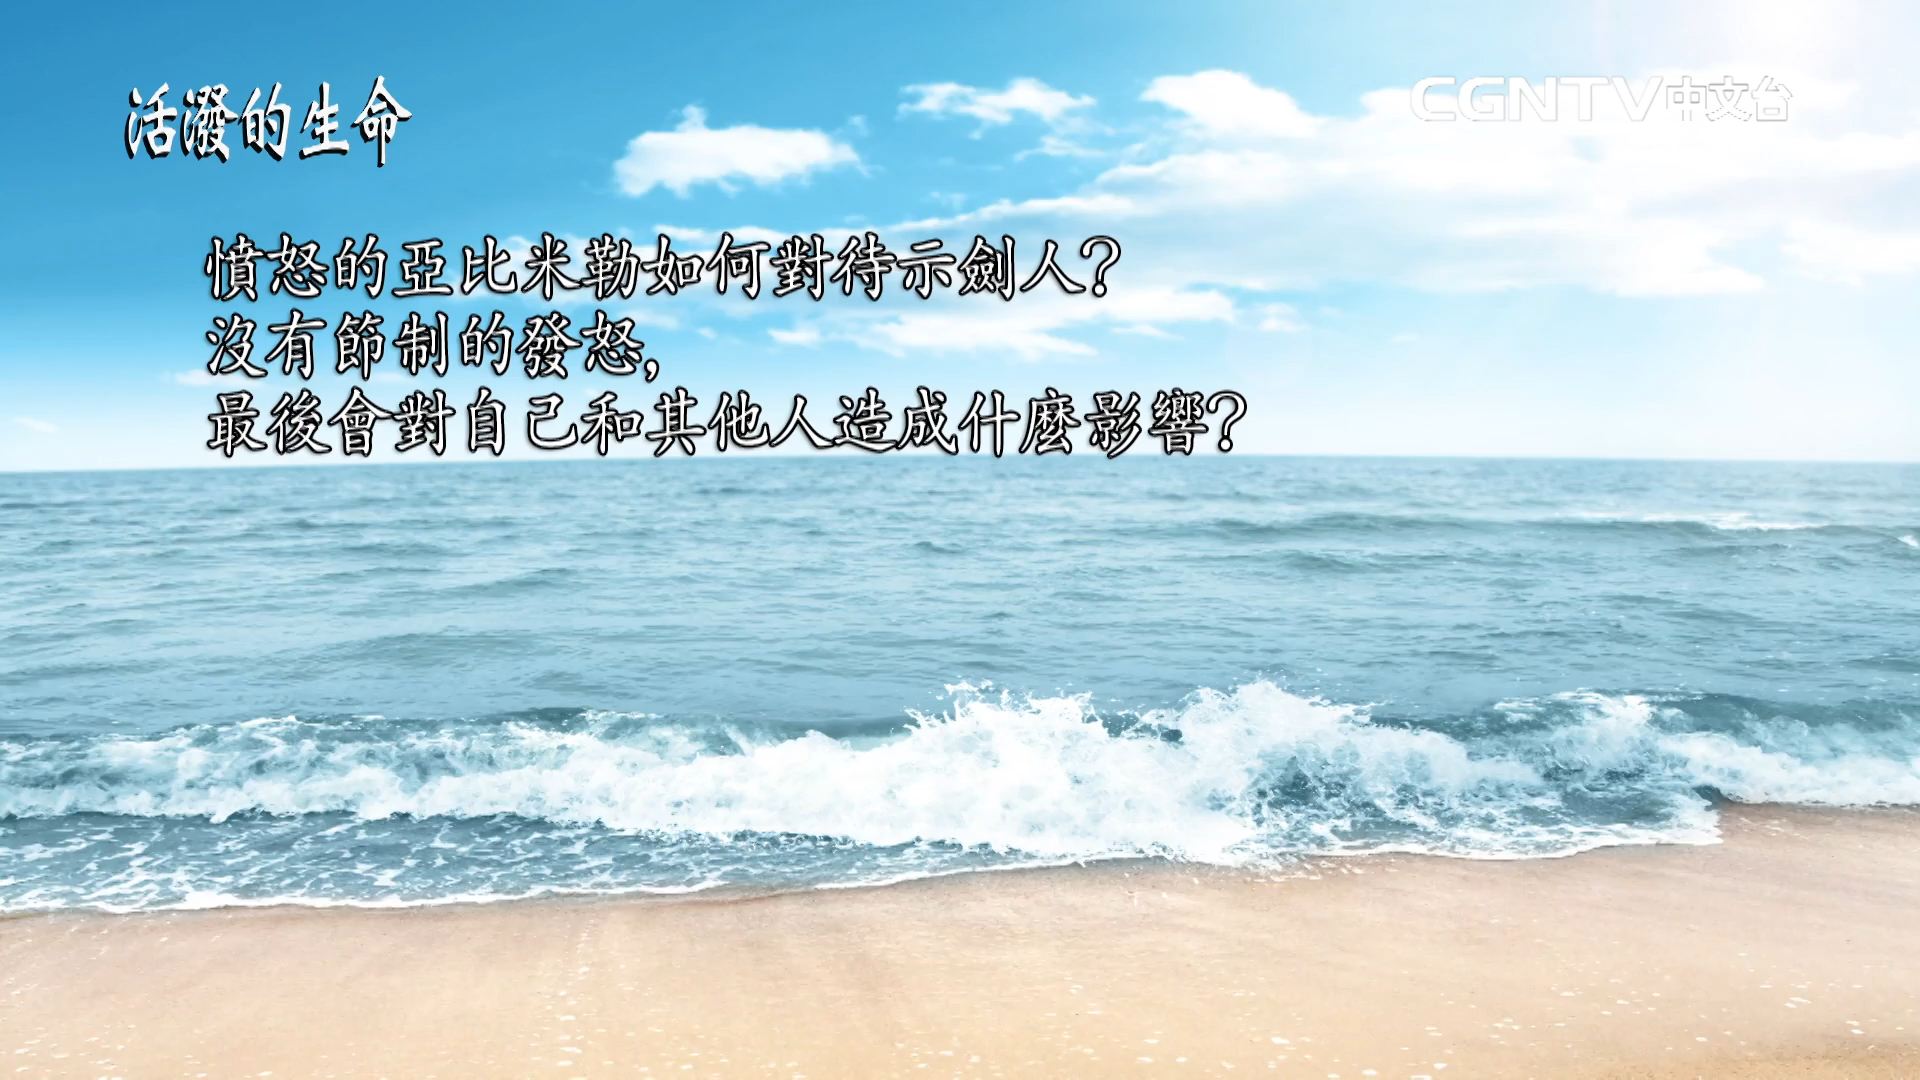 活潑的生命
CGNTV中文台
憤怒的亞比米勒如何對待示劍人?
沒有節制的發怒,
最後會對自己和其他人造成什麼影響?